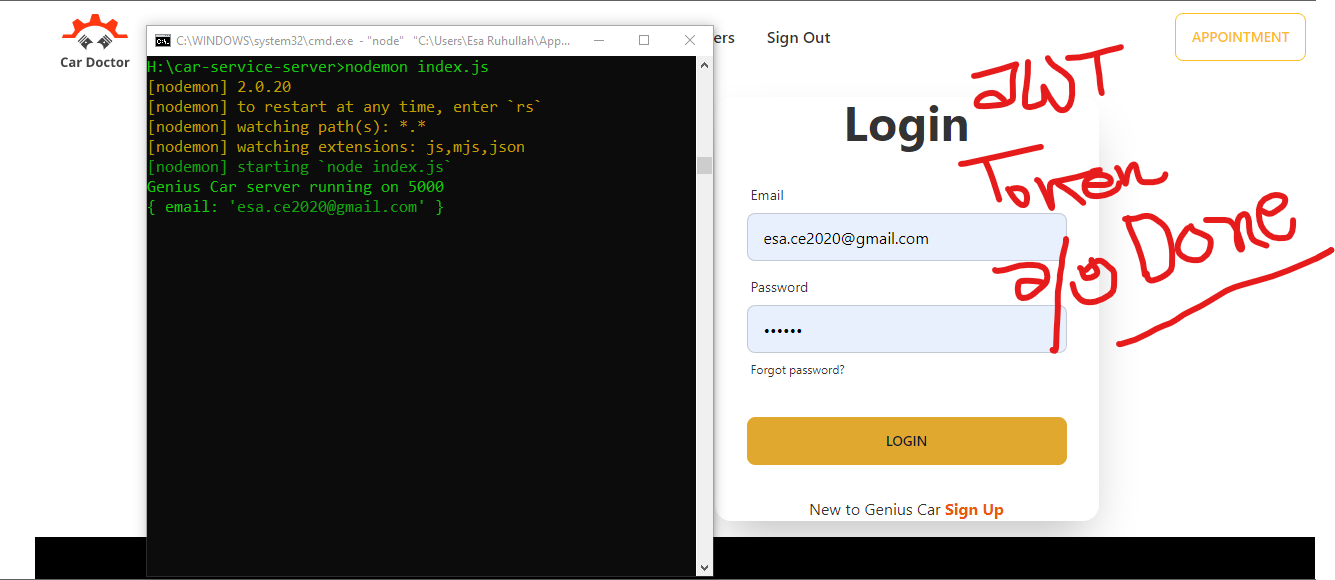 Car Doctor
C:\WINDOWS\system32\cmd.exe - "node" "C:\Users\Esa Ruhullah\App...
ers Sign Out
APPOINTMENT
H:\car-service-server>nodemon index.js
[nodemon] 2.0.20
[nodemon] to restart at any time, enter `rs`
[nodemon] watching path(s): *.*
[nodemon] watching extensions: js,mjs,json
[nodemon] starting `node index.js`
Genius Car server running on 5000
{ email: 'esa.ce2020@gmail.com' }
Login
Email
esa.ce2020@gmail.com
Password
••••••
Forgot password?
LOGIN
New to Genius Car Sign Up
JWT
Token
২/৩ Done